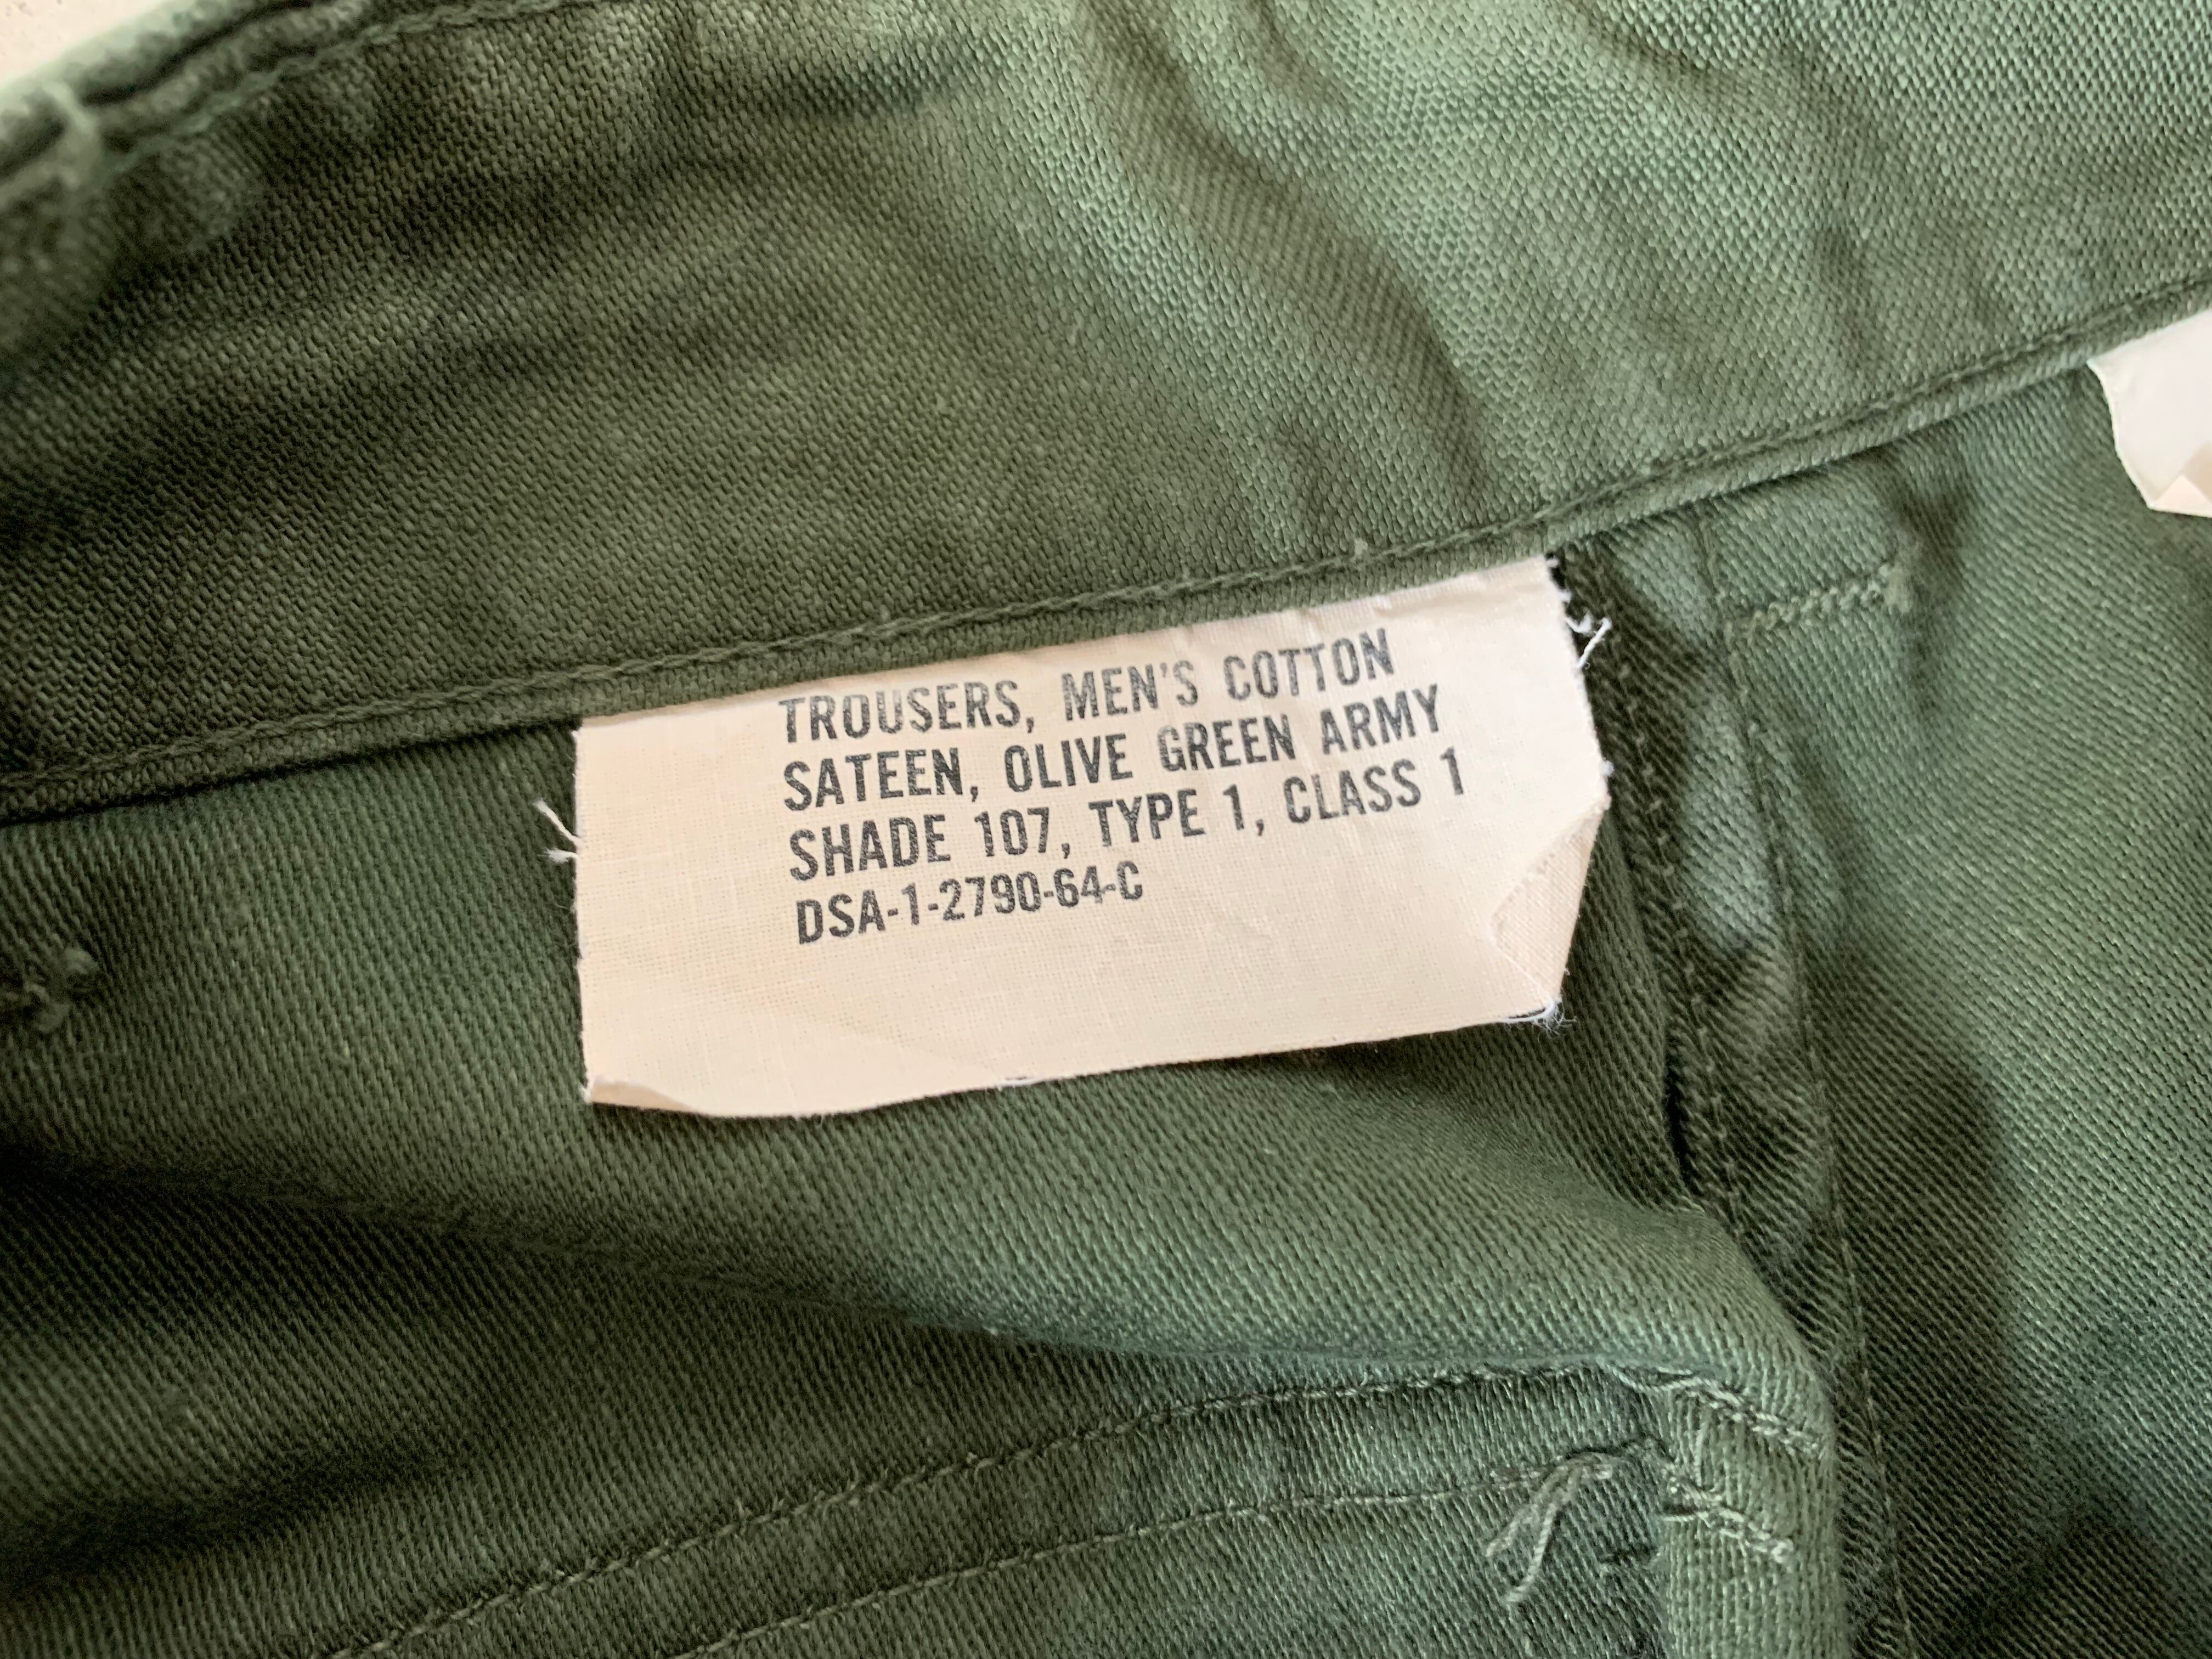 TROUSERS, MEN'S COTTON
SATEEN, OLIVE GREEN ARMY
SHADE 107, TYPE 1, CLASS 1
DSA-1-2790-64-C